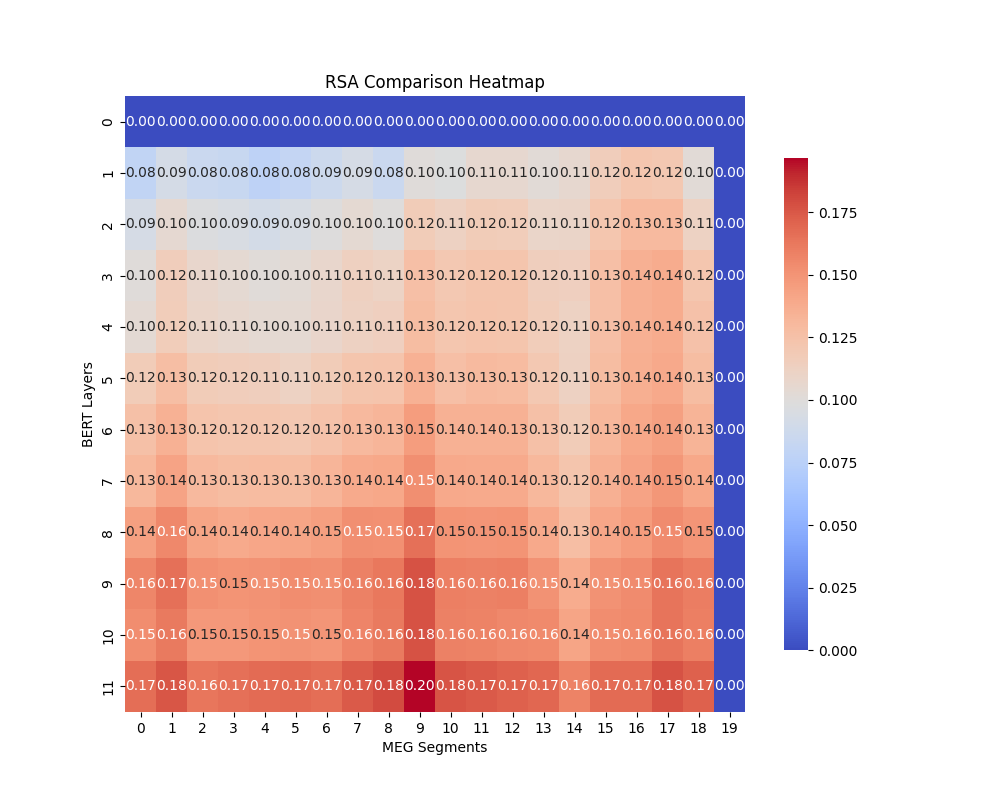 RSA Comparison Heatmap
0 0.00 0.00 0.00 0.00 0.00 0.00 0.00 0.00 0.00 0.00 0.00 0.00 0.00 0.00 0.00 0.00 0.00 0.00 0.00 0.00
1 0.08 0.09 0.08 0.08 0.08 0.08 0.09 0.09 0.08 0.10 0.10 0.11 0.11 0.10 0.11 0.12 0.12 0.12 0.10 0.00
2 0.09 0.10 0.10 0.09 0.09 0.09 0.10 0.10 0.10 0.12 0.11 0.12 0.12 0.11 0.11 0.12 0.13 0.13 0.11 0.00
3 0.10 0.12 0.11 0.10 0.10 0.10 0.11 0.11 0.11 0.13 0.12 0.12 0.12 0.12 0.11 0.13 0.14 0.14 0.12 0.00
4 0.10 0.12 0.11 0.11 0.10 0.10 0.11 0.11 0.11 0.13 0.12 0.12 0.12 0.12 0.11 0.13 0.14 0.14 0.12 0.00
5 0.12 0.13 0.12 0.12 0.11 0.11 0.12 0.12 0.12 0.13 0.13 0.13 0.13 0.12 0.11 0.13 0.14 0.14 0.13 0.00
6 0.13 0.13 0.12 0.12 0.12 0.12 0.12 0.13 0.13 0.15 0.14 0.14 0.13 0.13 0.12 0.13 0.14 0.14 0.13 0.00
7 0.13 0.14 0.13 0.13 0.13 0.13 0.13 0.14 0.14 0.15 0.14 0.14 0.14 0.13 0.12 0.14 0.14 0.15 0.14 0.00
8 0.14 0.16 0.14 0.14 0.14 0.14 0.15 0.15 0.15 0.17 0.15 0.15 0.15 0.14 0.13 0.14 0.15 0.15 0.15 0.00
9 0.16 0.17 0.15 0.15 0.15 0.15 0.15 0.16 0.16 0.18 0.16 0.16 0.16 0.15 0.14 0.15 0.15 0.16 0.16 0.00
10 0.15 0.16 0.15 0.15 0.15 0.15 0.15 0.16 0.16 0.18 0.16 0.16 0.16 0.16 0.14 0.15 0.16 0.16 0.16 0.00
11 0.17 0.18 0.16 0.17 0.17 0.17 0.17 0.17 0.18 0.20 0.18 0.17 0.17 0.17 0.16 0.17 0.17 0.18 0.17 0.00
0 1 2 3 4 5 6 7 8 9 10 11 12 13 14 15 16 17 18 19
MEG Segments
BERT Layers
0.175
0.150
0.125
0.100
0.075
0.050
0.025
0.000